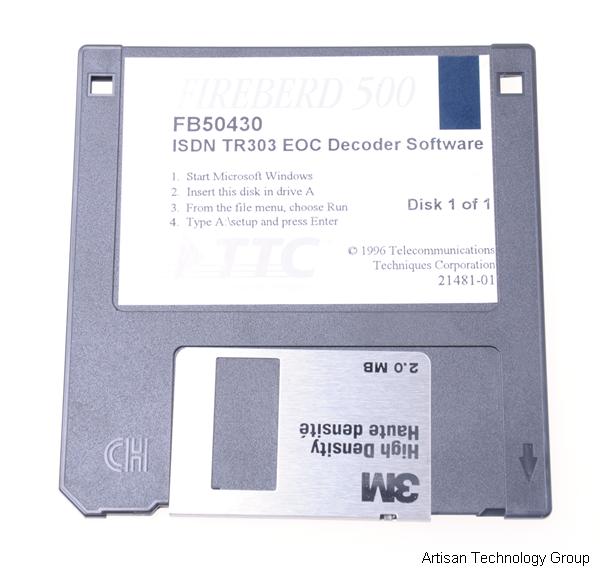 FIREBERD 500
FB50430
ISDN TR303 EOC Decoder Software
1. Start Microsoft Windows
2. Insert this disk in drive A
3. From the file menu, choose Run
4. Type A:\setup and press Enter
Disk 1 of 1
TTC
© 1996 Telecommunications
Techniques Corporation
21481-01
3M
High Density
Haute densité
2.0 MB
HD
Artisan Technology Group